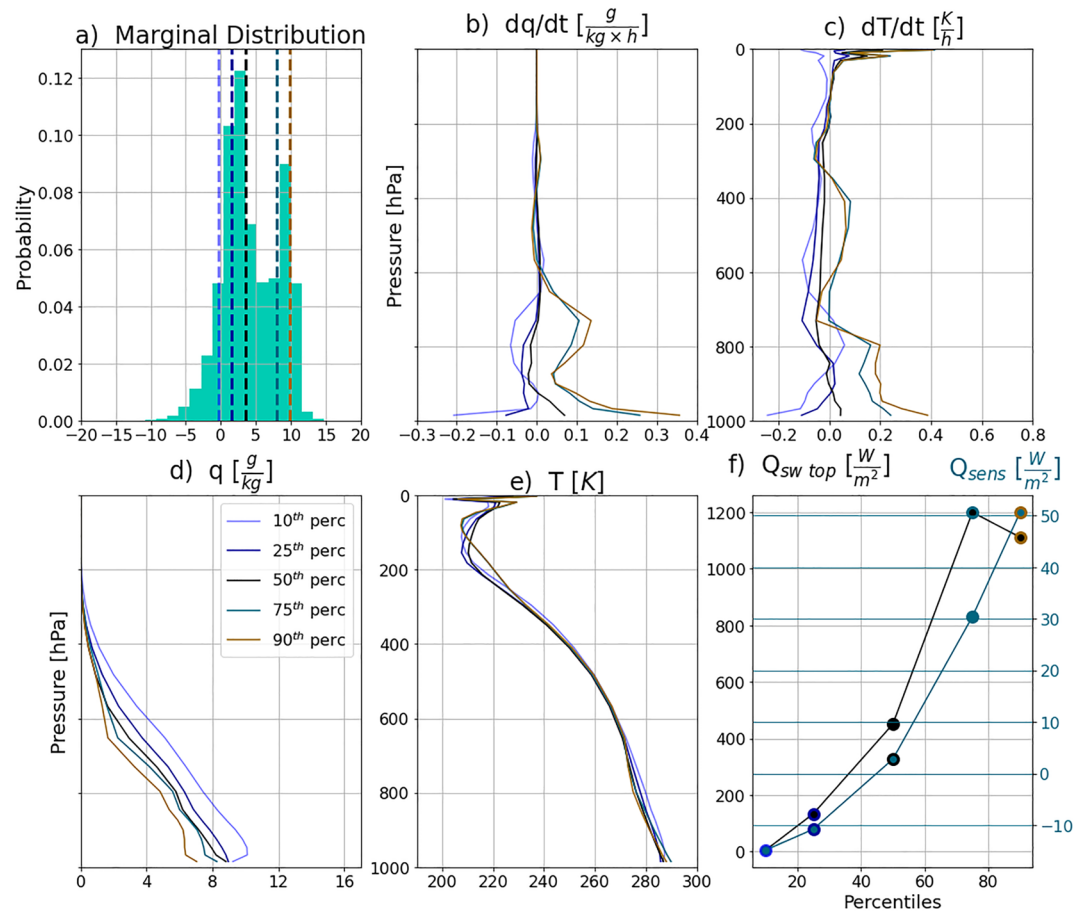 a) Marginal Distribution
b) dq/dt [g/kg × h]
c) dT/dt [K/h]
Probability
0.12
0.10
0.08
0.06
0.04
0.02
0.00
−20 −15 −10 −5 0 5 10 15 20
Pressure [hPa]
−0.3 −0.2 −0.1 0.0 0.1 0.2 0.3 0.4
0
200
400
600
800
1000
−0.2 0.0 0.2 0.4 0.6 0.8
d) q [g/kg]
e) T [K]
f) Qsw top [W/m²]
Qsens [W/m²]
Pressure [hPa]
10th perc
25th perc
50th perc
75th perc
90th perc
0 4 8 12 16
0
200
400
600
800
1000
200 220 240 260 280 300
1200
1000
800
600
400
200
0
50
40
30
20
10
0
−10
20 40 60 80
Percentiles